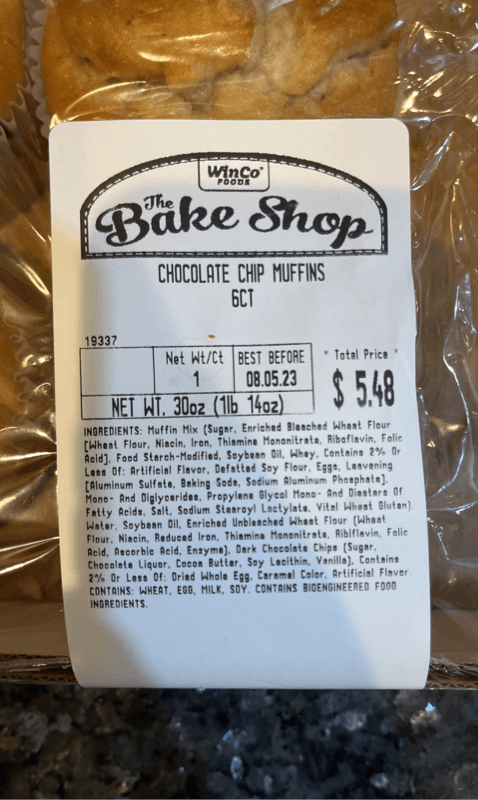 WinCo®
FOODS
The
Bake Shop
CHOCOLATE CHIP MUFFINS
6CT
19337
Net Wt/Ct BEST BEFORE * Total Price *
1 08.05.23 $ 5.48
NET WT. 30oz (1lb 14oz)
INGREDIENTS: Muffin Mix (Sugar, Enriched Bleached Wheat Flour
[Wheat Flour, Niacin, Iron, Thiamine Mononitrate, Riboflavin, Folic
Acid], Food Starch-Modified, Soybean Oil, Whey, Contains 2% Or
Less Of: Artificial Flavor, Defatted Soy Flour, Eggs, Leavening
[Aluminum Sulfate, Baking Soda, Sodium Aluminum Phosphate],
Mono- And Diglycerides, Propylene Glycol Mono- And Diesters Of
Fatty Acids, Salt, Sodium Stearoyl Lactylate, Vital Wheat Gluten),
Water, Soybean Oil, Enriched Unbleached Wheat Flour (Wheat
Flour, Niacin, Reduced Iron, Thiamine Mononitrate, Riblflavin, Folic
Acid, Ascorbic Acid, Enzyme), Dark Chocolate Chips (Sugar,
Chocolate Liquor, Cocoa Butter, Soy Lecithin, Vanilla), Contains
2% Or Less Of: Dried Whole Egg, Caramel Color, Artificial Flavor.
CONTAINS: WHEAT, EGG, MILK, SOY. CONTAINS BIOENGINEERED FOOD
INGREDIENTS.